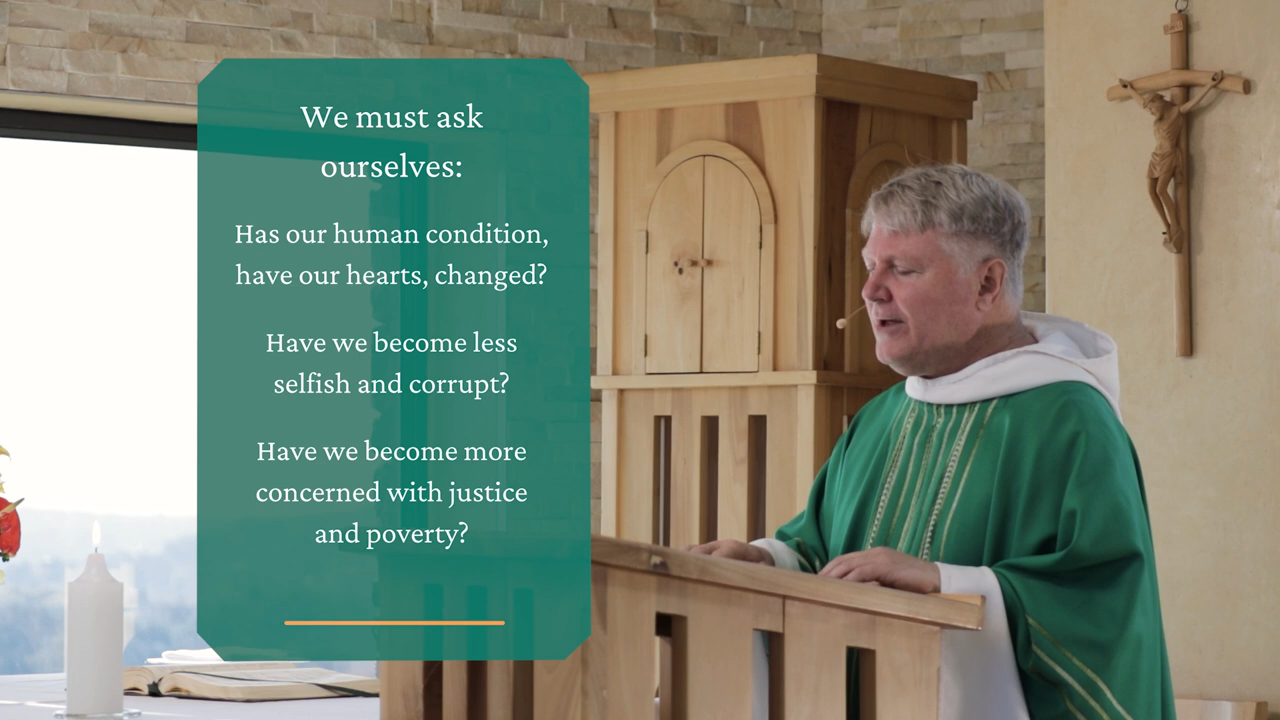 We must ask
ourselves:
Has our human condition,
have our hearts, changed?
Have we become less
selfish and corrupt?
Have we become more
concerned with justice
and poverty?